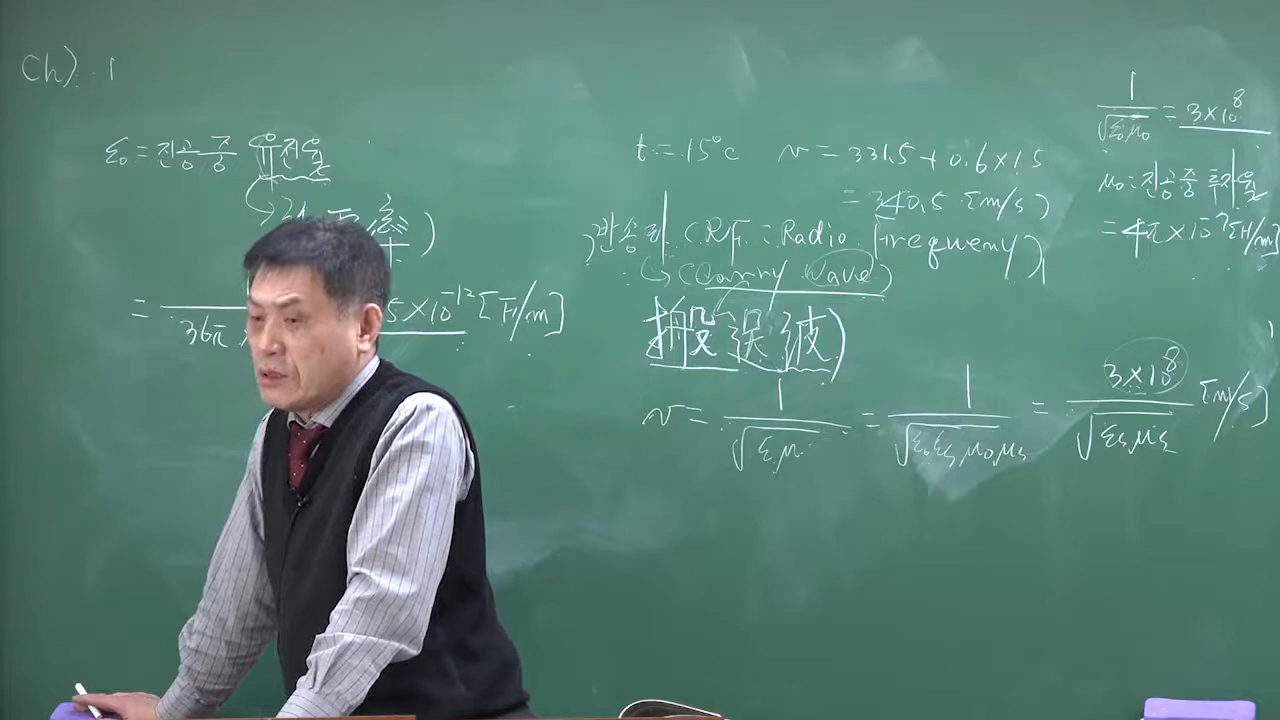 Ch) 1
ε₀ = 진공중 유전율
= 36π 5×10⁻¹² [F/m]
t = 15°C v = 331.5 + 0.6×15
= 340.5 [m/s]
반송파 (RF : Radio Frequency)
↳ (Carry Wave)
搬送波)
v = 1/√εμ = 1/√ε₀εₛμ₀μₛ = 3×10⁸/√εₛμₛ [m/s]
1/√ε₀μ₀ = 3×10⁸
μ₀ = 진공중 투자율
= 4π×10⁻⁷ [H/m]